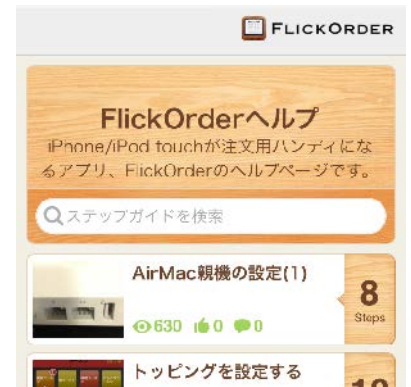 FLICKORDER
FlickOrderヘルプ
iPhone/iPod touchが注文用ハンディにな
るアプリ、FlickOrderのヘルプページです。
ステップガイドを検索
AirMac親機の設定(1)
8
Steps
630 0 0
トッピングを設定する